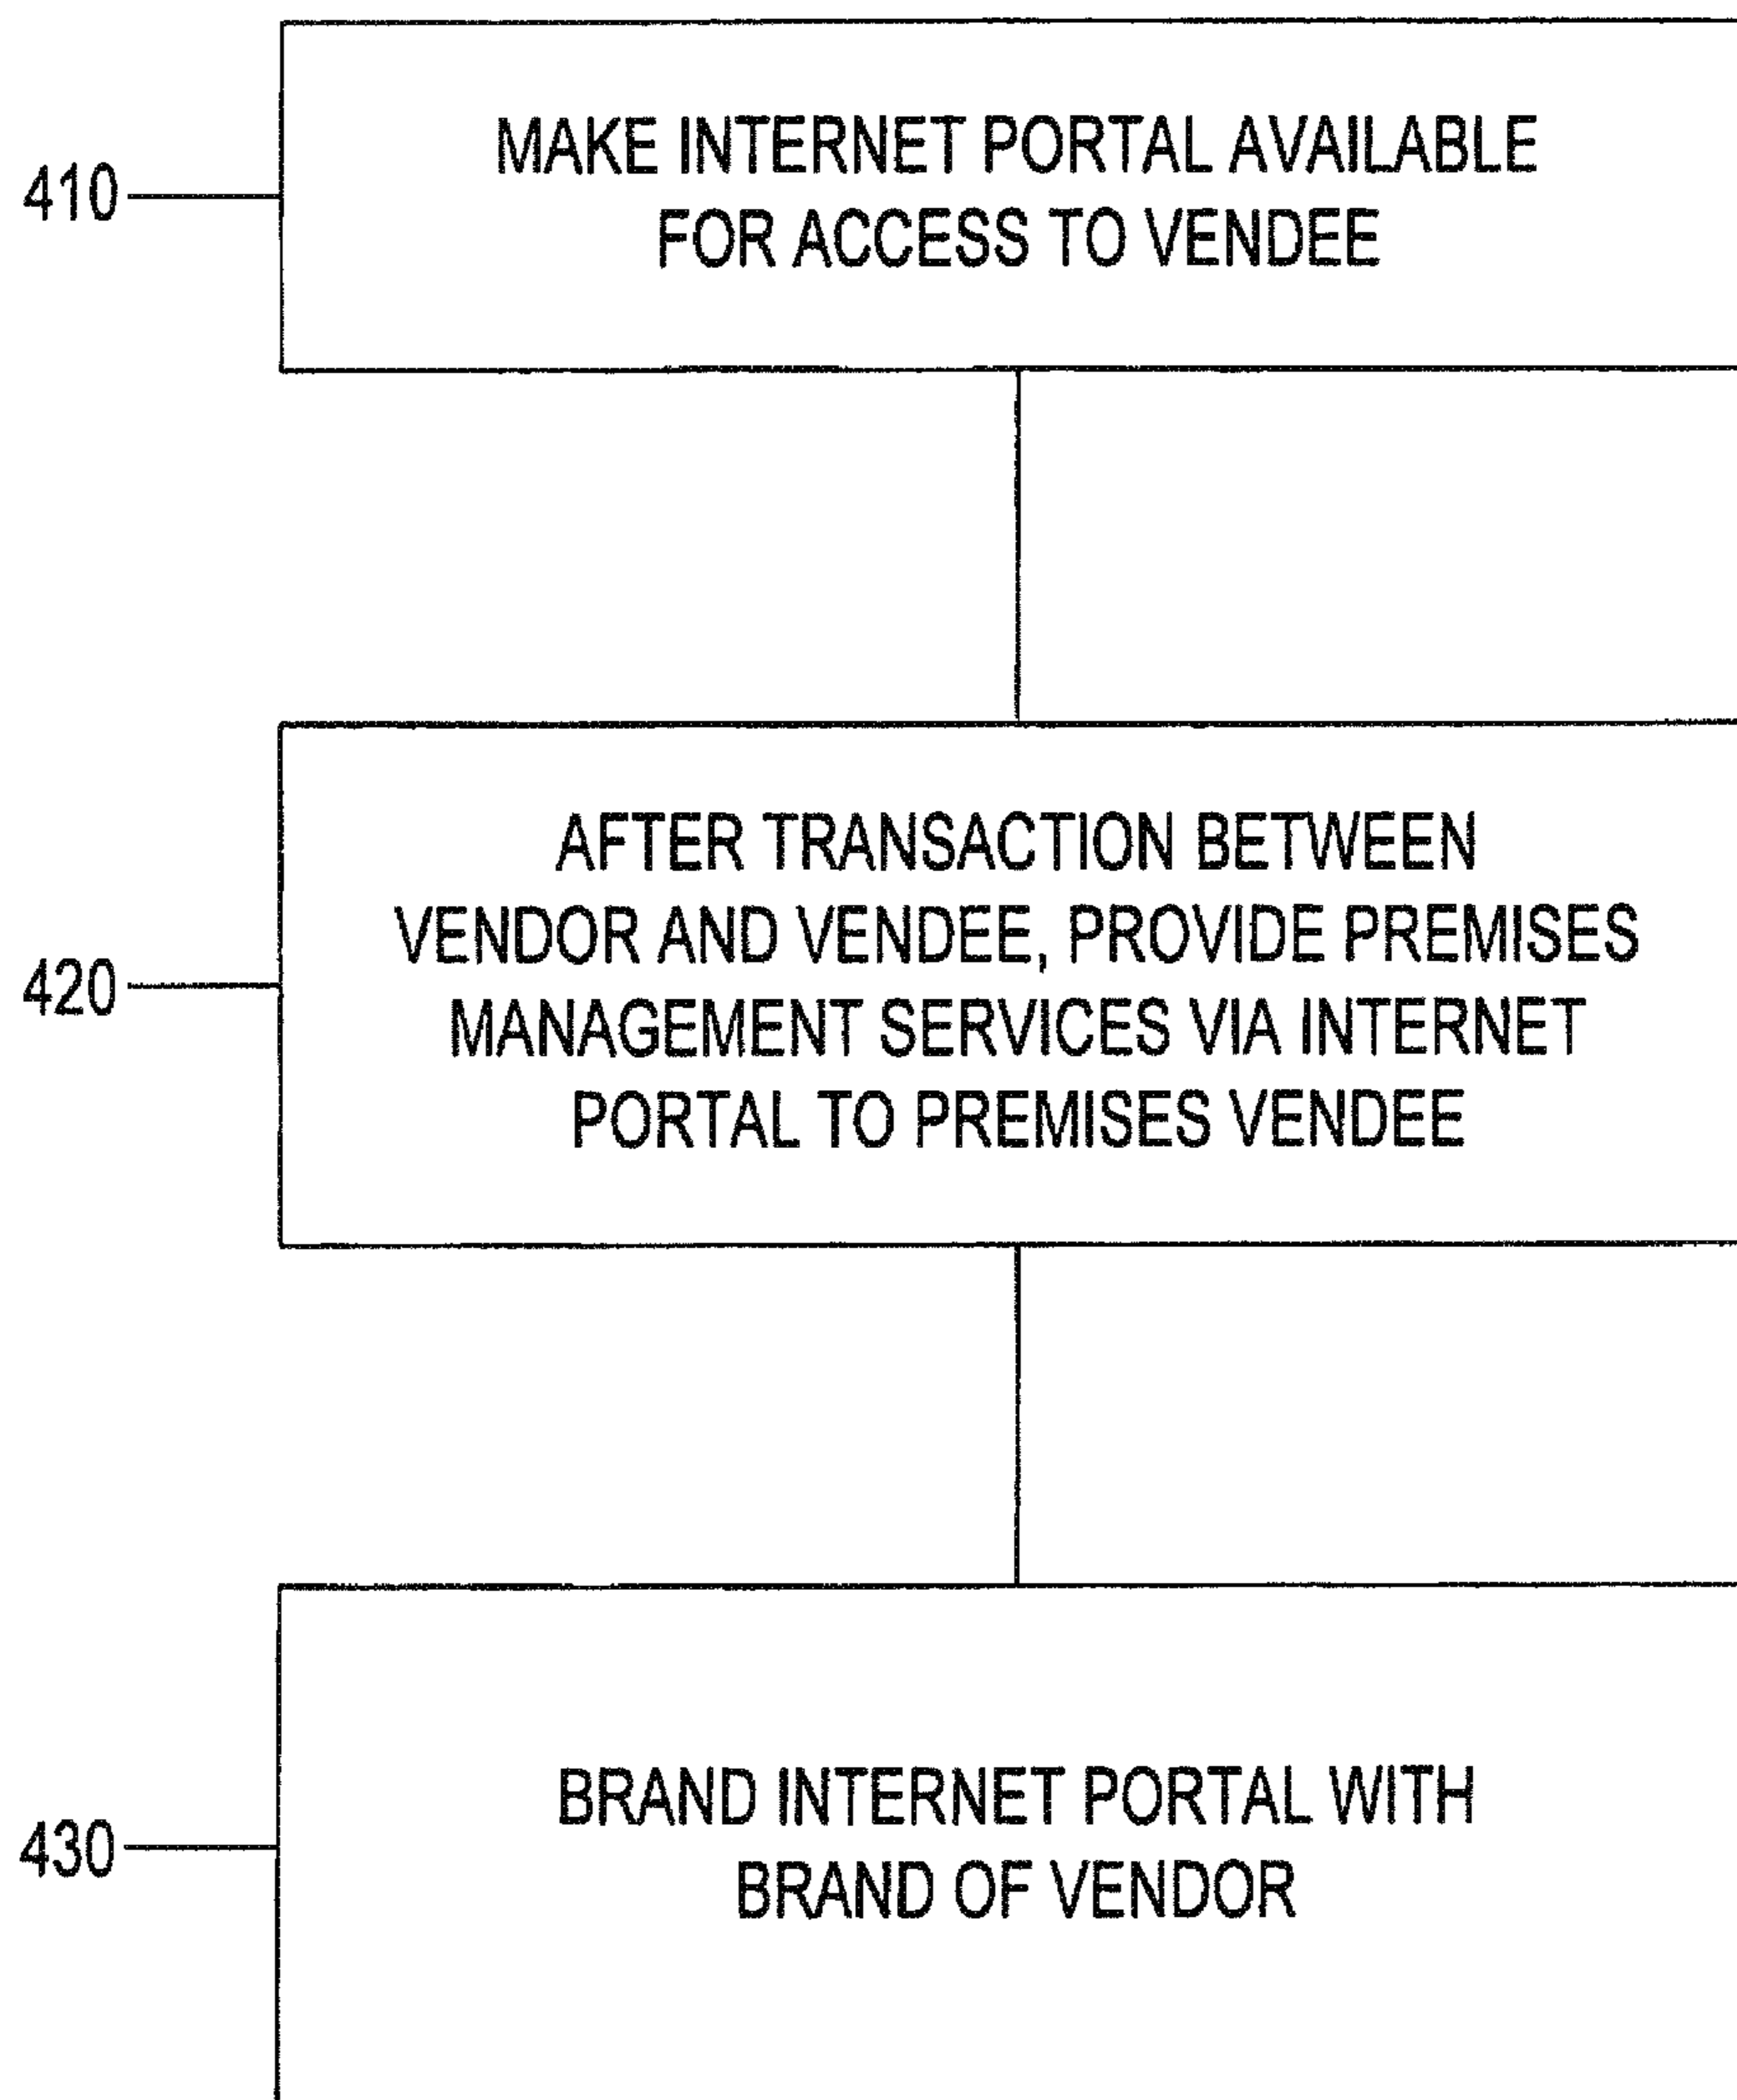 410
MAKE INTERNET PORTAL AVAILABLE
FOR ACCESS TO VENDEE
420
AFTER TRANSACTION BETWEEN
VENDOR AND VENDEE, PROVIDE PREMISES
MANAGEMENT SERVICES VIA INTERNET
PORTAL TO PREMISES VENDEE
430
BRAND INTERNET PORTAL WITH
BRAND OF VENDOR